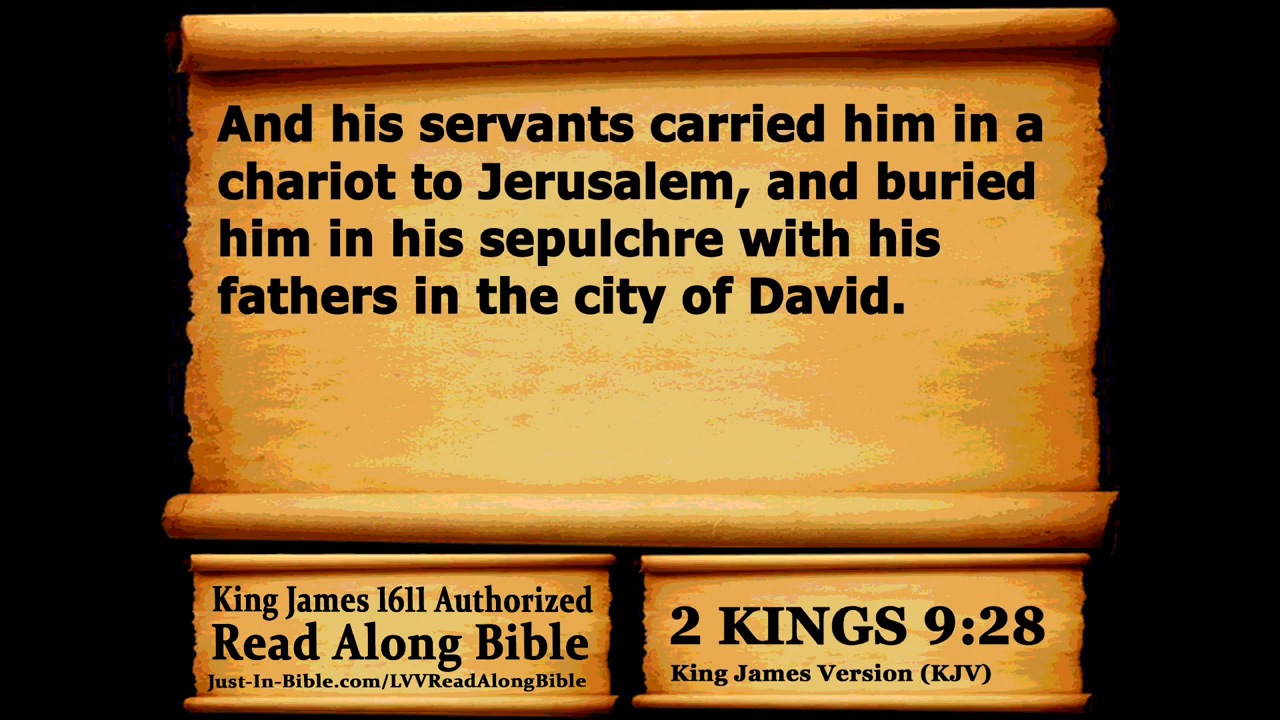 And his servants carried him in a
chariot to Jerusalem, and buried
him in his sepulchre with his
fathers in the city of David.
King James 1611 Authorized
Read Along Bible
Just-In-Bible.com/LVVReadAlongBible
2 KINGS 9:28
King James Version (KJV)